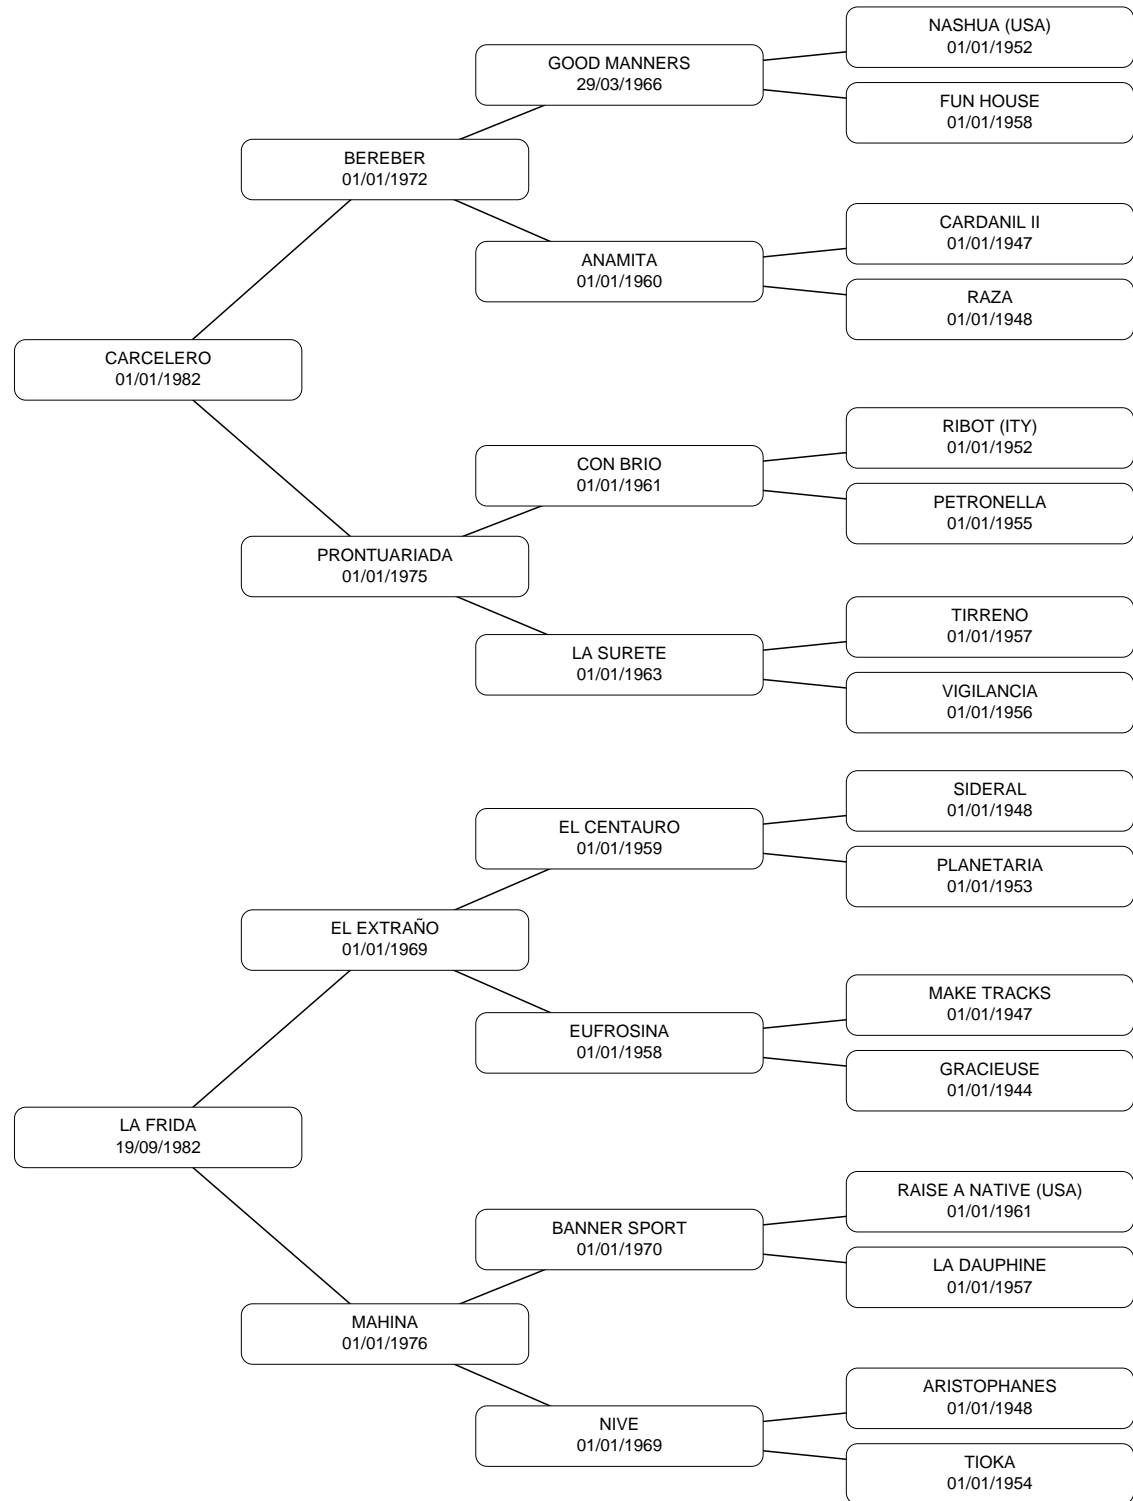 NASHUA (USA)
01/01/1952
GOOD MANNERS
29/03/1966
FUN HOUSE
01/01/1958
BEREBER
01/01/1972
CARDANIL II
01/01/1947
ANAMITA
01/01/1960
RAZA
01/01/1948
CARCELERO
01/01/1982
RIBOT (ITY)
01/01/1952
CON BRIO
01/01/1961
PETRONELLA
01/01/1955
PRONTUARIADA
01/01/1975
TIRRENO
01/01/1957
LA SURETE
01/01/1963
VIGILANCIA
01/01/1956
SIDERAL
01/01/1948
EL CENTAURO
01/01/1959
PLANETARIA
01/01/1953
EL EXTRAÑO
01/01/1969
MAKE TRACKS
01/01/1947
EUFROSINA
01/01/1958
GRACIEUSE
01/01/1944
LA FRIDA
19/09/1982
RAISE A NATIVE (USA)
01/01/1961
BANNER SPORT
01/01/1970
LA DAUPHINE
01/01/1957
MAHINA
01/01/1976
ARISTOPHANES
01/01/1948
NIVE
01/01/1969
TIOKA
01/01/1954